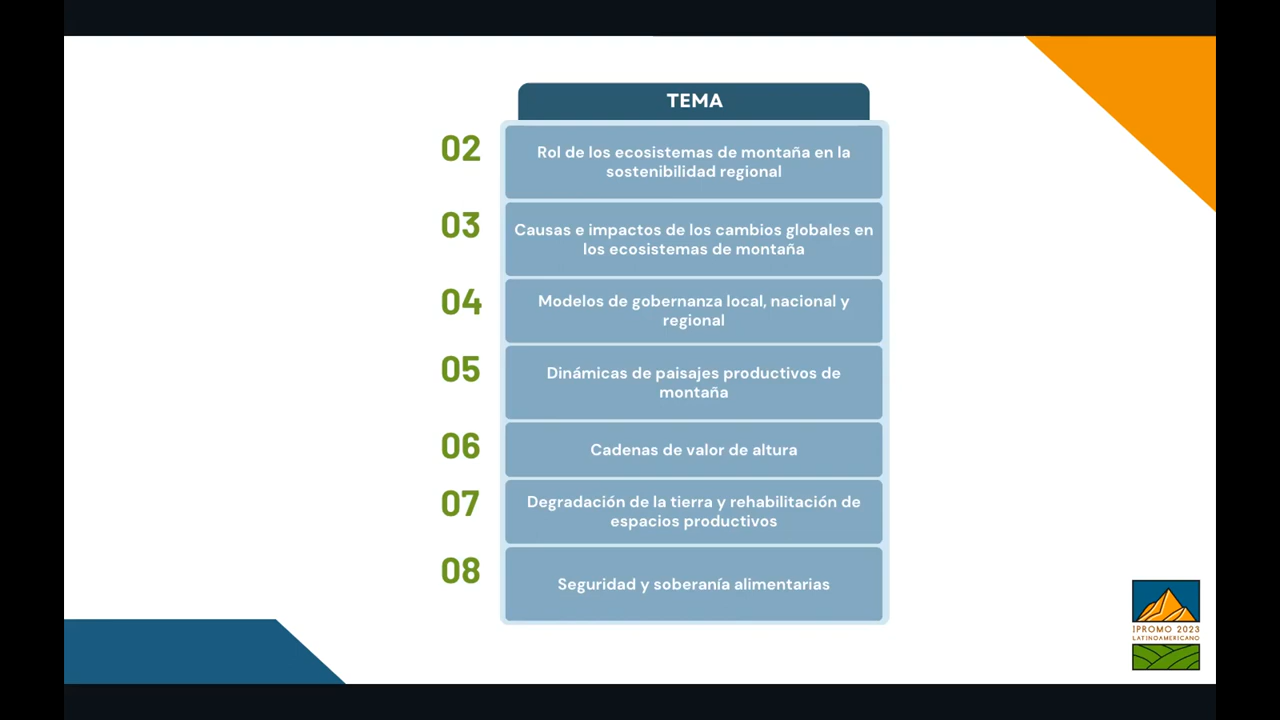 TEMA
02
Rol de los ecosistemas de montaña en la
sostenibilidad regional
03
Causas e impactos de los cambios globales en
los ecosistemas de montaña
04
Modelos de gobernanza local, nacional y
regional
05
Dinámicas de paisajes productivos de
montaña
06
Cadenas de valor de altura
07
Degradación de la tierra y rehabilitación de
espacios productivos
08
Seguridad y soberanía alimentarias
IPROMO 2023
LATINOAMERICANO